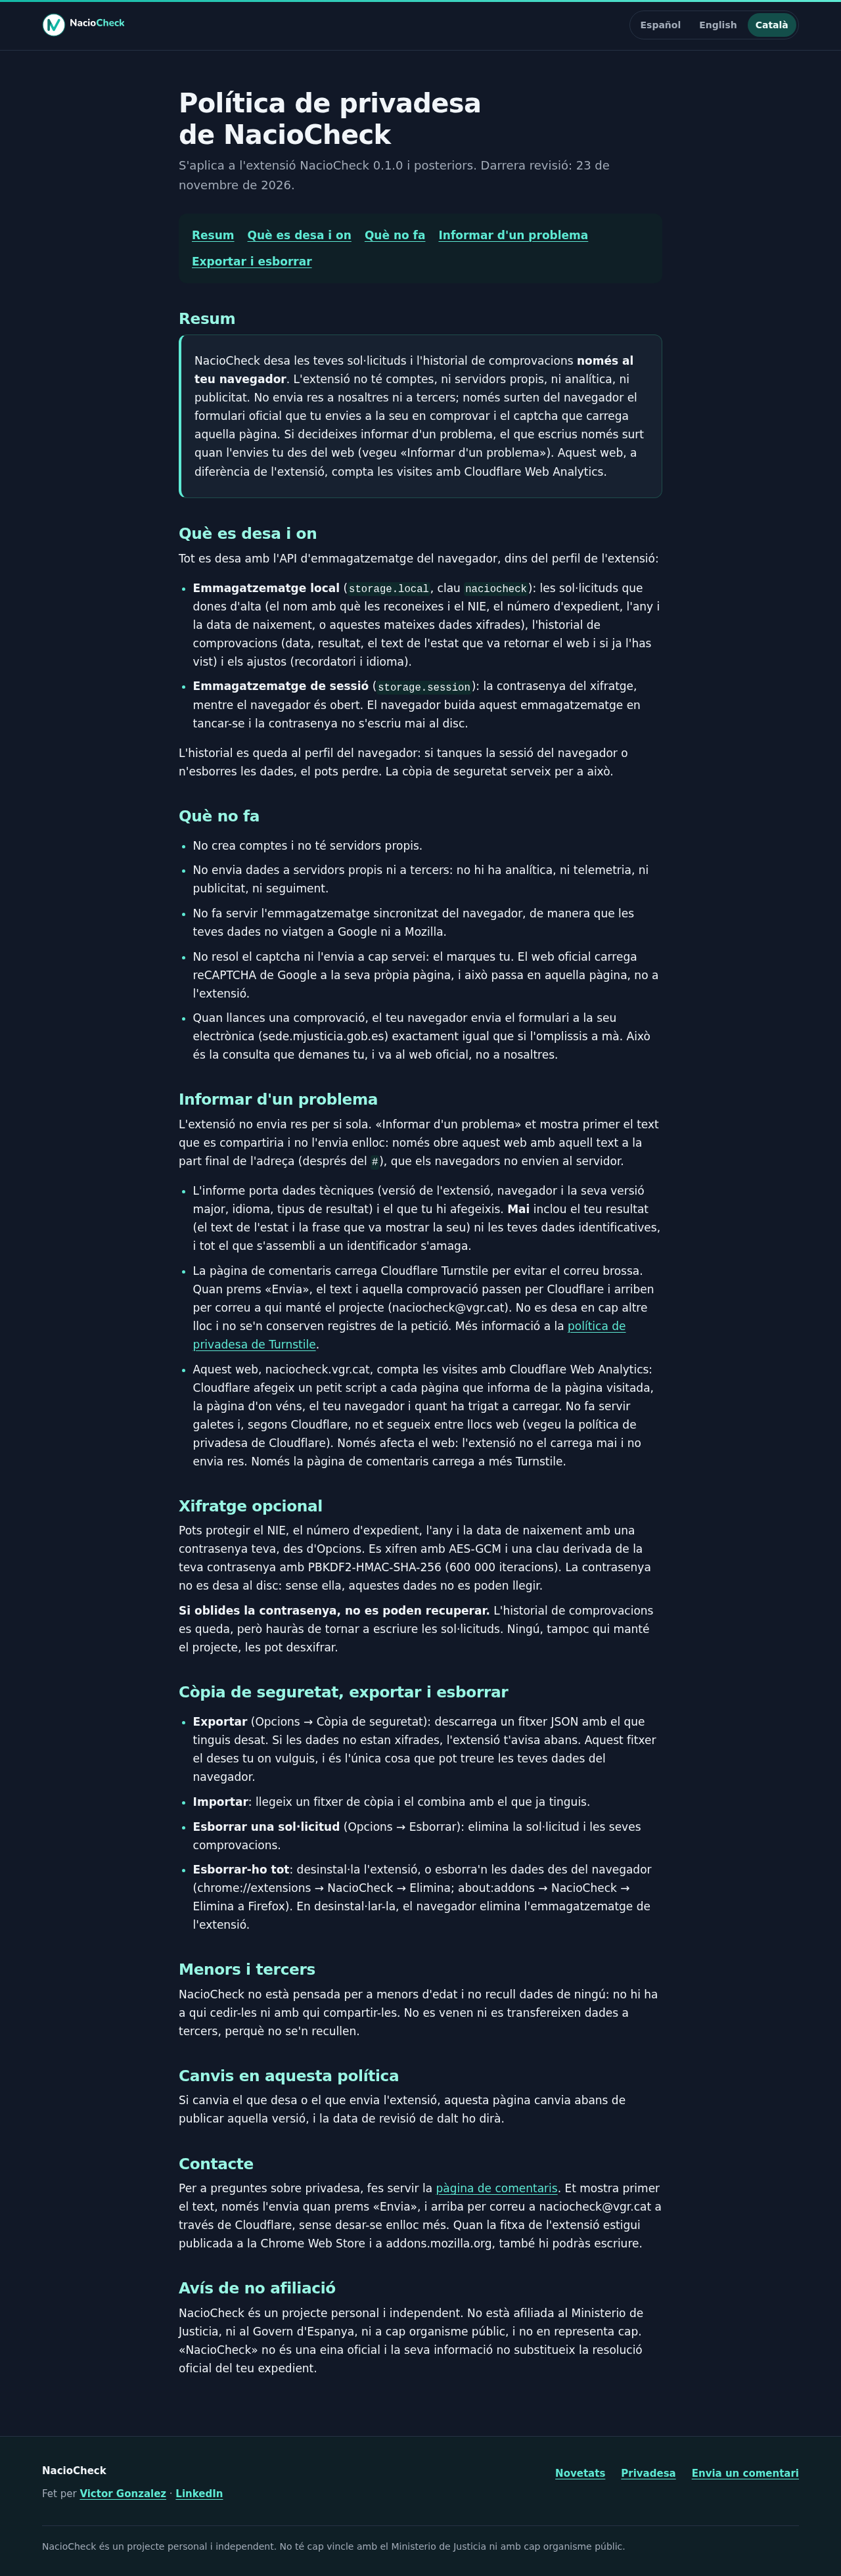 NacioCheck
Español English Català
Política de privadesa
de NacioCheck
S'aplica a l'extensió NacioCheck 0.1.0 i posteriors. Darrera revisió: 23 de
novembre de 2026.
Resum Què es desa i on Què no fa Informar d'un problema
Exportar i esborrar
Resum
NacioCheck desa les teves sol·licituds i l'historial de comprovacions només al
teu navegador. L'extensió no té comptes, ni servidors propis, ni analítica, ni
publicitat. No envia res a nosaltres ni a tercers; només surten del navegador el
formulari oficial que tu envies a la seu en comprovar i el captcha que carrega
aquella pàgina. Si decideixes informar d'un problema, el que escrius només surt
quan l'envies tu des del web (vegeu «Informar d'un problema»). Aquest web, a
diferència de l'extensió, compta les visites amb Cloudflare Web Analytics.
Què es desa i on
Tot es desa amb l'API d'emmagatzematge del navegador, dins del perfil de l'extensió:
• Emmagatzematge local (storage.local, clau naciocheck): les sol·licituds que
dones d'alta (el nom amb què les reconeixes i el NIE, el número d'expedient, l'any i
la data de naixement, o aquestes mateixes dades xifrades), l'historial de
comprovacions (data, resultat, el text de l'estat que va retornar el web i si ja l'has
vist) i els ajustos (recordatori i idioma).
• Emmagatzematge de sessió (storage.session): la contrasenya del xifratge,
mentre el navegador és obert. El navegador buida aquest emmagatzematge en
tancar-se i la contrasenya no s'escriu mai al disc.
L'historial es queda al perfil del navegador: si tanques la sessió del navegador o
n'esborres les dades, el pots perdre. La còpia de seguretat serveix per a això.
Què no fa
• No crea comptes i no té servidors propis.
• No envia dades a servidors propis ni a tercers: no hi ha analítica, ni telemetria, ni
publicitat, ni seguiment.
• No fa servir l'emmagatzematge sincronitzat del navegador, de manera que les
teves dades no viatgen a Google ni a Mozilla.
• No resol el captcha ni l'envia a cap servei: el marques tu. El web oficial carrega
reCAPTCHA de Google a la seva pròpia pàgina, i això passa en aquella pàgina, no a
l'extensió.
• Quan llances una comprovació, el teu navegador envia el formulari a la seu
electrònica (sede.mjusticia.gob.es) exactament igual que si l'omplissis a mà. Això
és la consulta que demanes tu, i va al web oficial, no a nosaltres.
Informar d'un problema
L'extensió no envia res per si sola. «Informar d'un problema» et mostra primer el text
que es compartiria i no l'envia enlloc: només obre aquest web amb aquell text a la
part final de l'adreça (després del #), que els navegadors no envien al servidor.
• L'informe porta dades tècniques (versió de l'extensió, navegador i la seva versió
major, idioma, tipus de resultat) i el que tu hi afegeixis. Mai inclou el teu resultat
(el text de l'estat i la frase que va mostrar la seu) ni les teves dades identificatives,
i tot el que s'assembli a un identificador s'amaga.
• La pàgina de comentaris carrega Cloudflare Turnstile per evitar el correu brossa.
Quan prems «Envia», el text i aquella comprovació passen per Cloudflare i arriben
per correu a qui manté el projecte (naciocheck@vgr.cat). No es desa en cap altre
lloc i no se'n conserven registres de la petició. Més informació a la política de
privadesa de Turnstile.
• Aquest web, naciocheck.vgr.cat, compta les visites amb Cloudflare Web Analytics:
Cloudflare afegeix un petit script a cada pàgina que informa de la pàgina visitada,
la pàgina d'on véns, el teu navegador i quant ha trigat a carregar. No fa servir
galetes i, segons Cloudflare, no et segueix entre llocs web (vegeu la política de
privadesa de Cloudflare). Només afecta el web: l'extensió no el carrega mai i no
envia res. Només la pàgina de comentaris carrega a més Turnstile.
Xifratge opcional
Pots protegir el NIE, el número d'expedient, l'any i la data de naixement amb una
contrasenya teva, des d'Opcions. Es xifren amb AES-GCM i una clau derivada de la
teva contrasenya amb PBKDF2-HMAC-SHA-256 (600 000 iteracions). La contrasenya
no es desa al disc: sense ella, aquestes dades no es poden llegir.
Si oblides la contrasenya, no es poden recuperar. L'historial de comprovacions
es queda, però hauràs de tornar a escriure les sol·licituds. Ningú, tampoc qui manté
el projecte, les pot desxifrar.
Còpia de seguretat, exportar i esborrar
• Exportar (Opcions → Còpia de seguretat): descarrega un fitxer JSON amb el que
tinguis desat. Si les dades no estan xifrades, l'extensió t'avisa abans. Aquest fitxer
el deses tu on vulguis, i és l'única cosa que pot treure les teves dades del
navegador.
• Importar: llegeix un fitxer de còpia i el combina amb el que ja tinguis.
• Esborrar una sol·licitud (Opcions → Esborrar): elimina la sol·licitud i les seves
comprovacions.
• Esborrar-ho tot: desinstal·la l'extensió, o esborra'n les dades des del navegador
(chrome://extensions → NacioCheck → Elimina; about:addons → NacioCheck →
Elimina a Firefox). En desinstal·lar-la, el navegador elimina l'emmagatzematge de
l'extensió.
Menors i tercers
NacioCheck no està pensada per a menors d'edat i no recull dades de ningú: no hi ha
a qui cedir-les ni amb qui compartir-les. No es venen ni es transfereixen dades a
tercers, perquè no se'n recullen.
Canvis en aquesta política
Si canvia el que desa o el que envia l'extensió, aquesta pàgina canvia abans de
publicar aquella versió, i la data de revisió de dalt ho dirà.
Contacte
Per a preguntes sobre privadesa, fes servir la pàgina de comentaris. Et mostra primer
el text, només l'envia quan prems «Envia», i arriba per correu a naciocheck@vgr.cat a
través de Cloudflare, sense desar-se enlloc més. Quan la fitxa de l'extensió estigui
publicada a la Chrome Web Store i a addons.mozilla.org, també hi podràs escriure.
Avís de no afiliació
NacioCheck és un projecte personal i independent. No està afiliada al Ministerio de
Justicia, ni al Govern d'Espanya, ni a cap organisme públic, i no en representa cap.
«NacioCheck» no és una eina oficial i la seva informació no substitueix la resolució
oficial del teu expedient.
NacioCheck
Novetats Privadesa Envia un comentari
Fet per Victor Gonzalez · LinkedIn
NacioCheck és un projecte personal i independent. No té cap vincle amb el Ministerio de Justicia ni amb cap organisme públic.